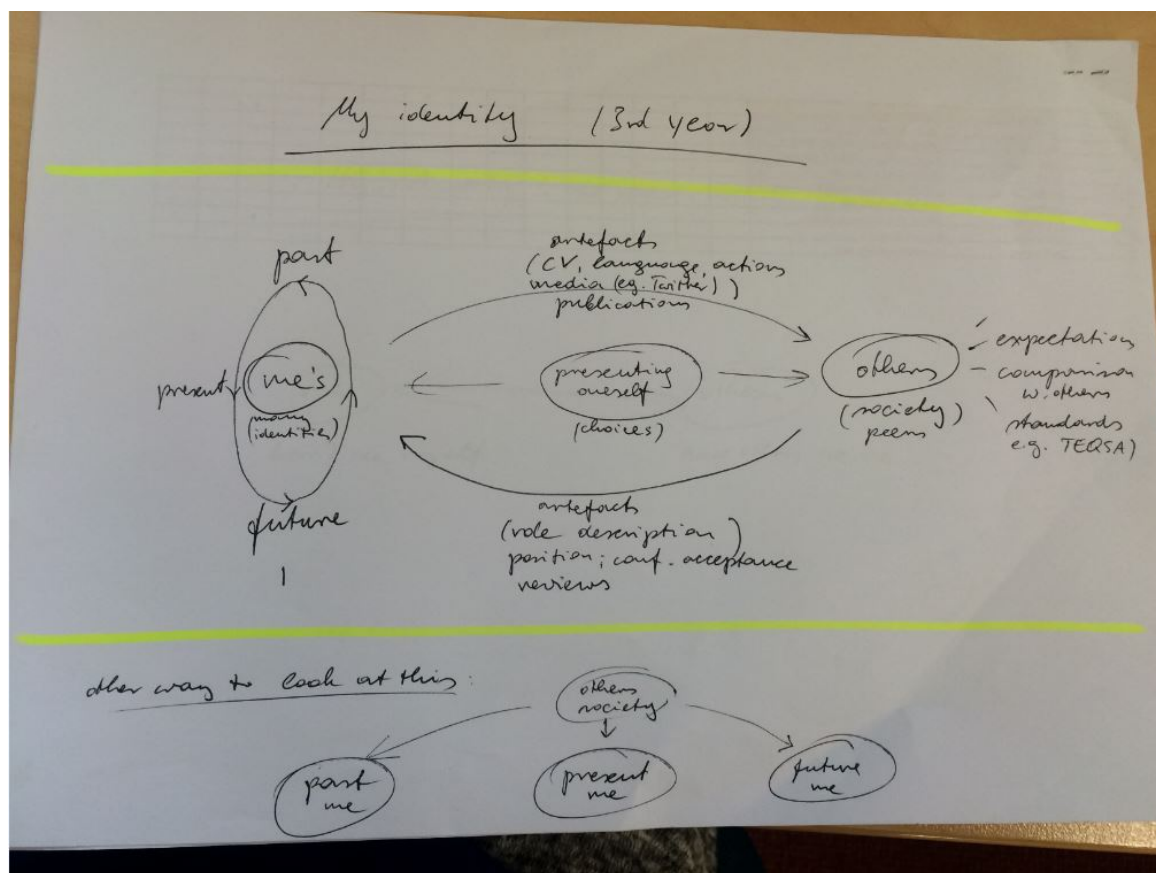 My identity (3rd year)
past
present
me's
(many
identities)
future
artefacts
(CV, language, actions
media (eg. Twitter))
publications
presenting
oneself
(choices)
others
(society)
peers
expectation
comparison
w. others
standards
e.g. TEQSA)
artefacts
(role description)
position; conf. acceptance
reviews
other way to look at this:
others
society
past
me
present
me
future
me